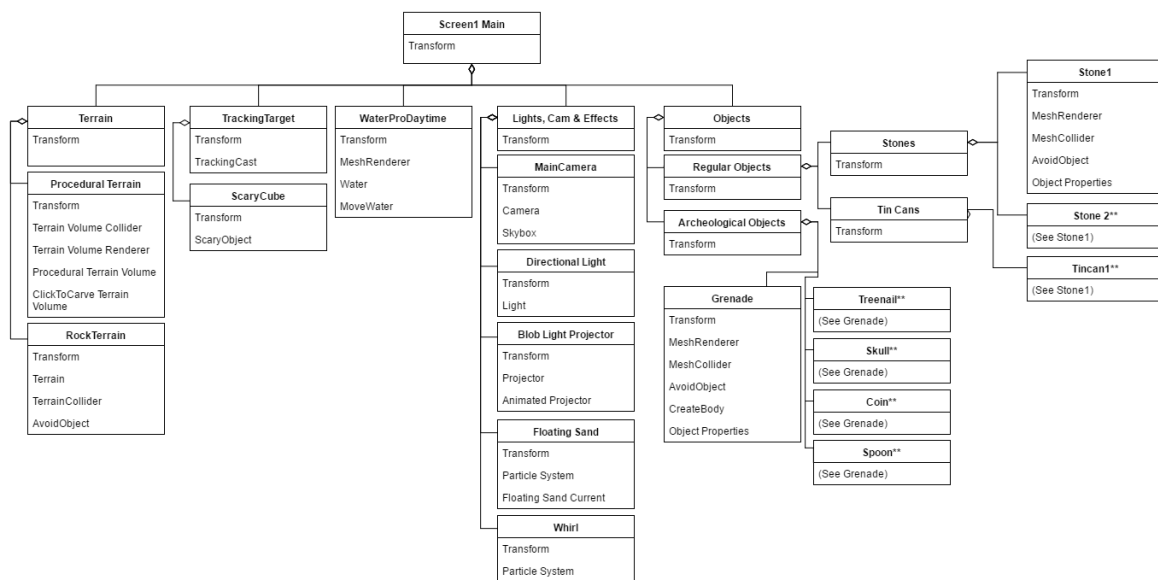 Screen1 Main
Transform
Terrain
Transform
Procedural Terrain
Transform
Terrain Volume Collider
Terrain Volume Renderer
Procedural Terrain Volume
ClickToCarve Terrain
Volume
RockTerrain
Transform
Terrain
TerrainCollider
AvoidObject
TrackingTarget
Transform
TrackingCast
ScaryCube
Transform
ScaryObject
WaterProDaytime
Transform
MeshRenderer
Water
MoveWater
Lights, Cam & Effects
Transform
MainCamera
Transform
Camera
Skybox
Directional Light
Transform
Light
Blob Light Projector
Transform
Projector
Animated Projector
Floating Sand
Transform
Particle System
Floating Sand Current
Whirl
Transform
Particle System
Objects
Transform
Regular Objects
Transform
Archeological Objects
Transform
Grenade
Transform
MeshRenderer
MeshCollider
AvoidObject
CreateBody
Object Properties
Treenail**
(See Grenade)
Skull**
(See Grenade)
Coin**
(See Grenade)
Spoon**
(See Grenade)
Stones
Transform
Tin Cans
Transform
Stone1
Transform
MeshRenderer
MeshCollider
AvoidObject
Object Properties
Stone 2**
(See Stone1)
Tincan1**
(See Stone1)